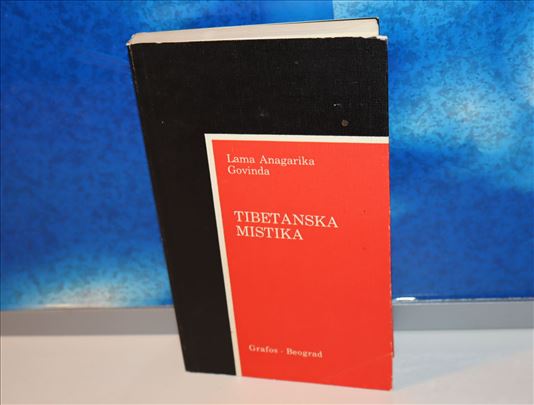 Lama Anagarika
Govinda
TIBETANSKA
MISTIKA
Grafos - Beograd